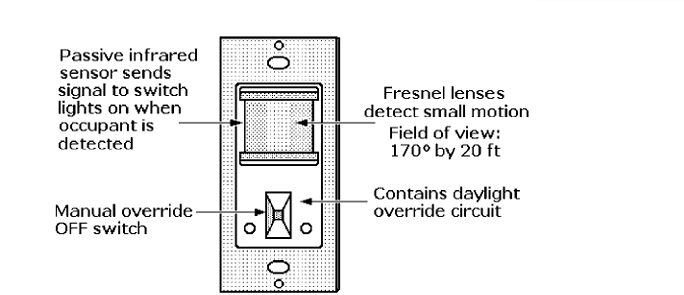 Passive infrared
sensor sends
signal to switch
lights on when
occupant is
detected
Fresnel lenses
detect small motion
Field of view:
170° by 20 ft
Manual override
OFF switch
Contains daylight
override circuit